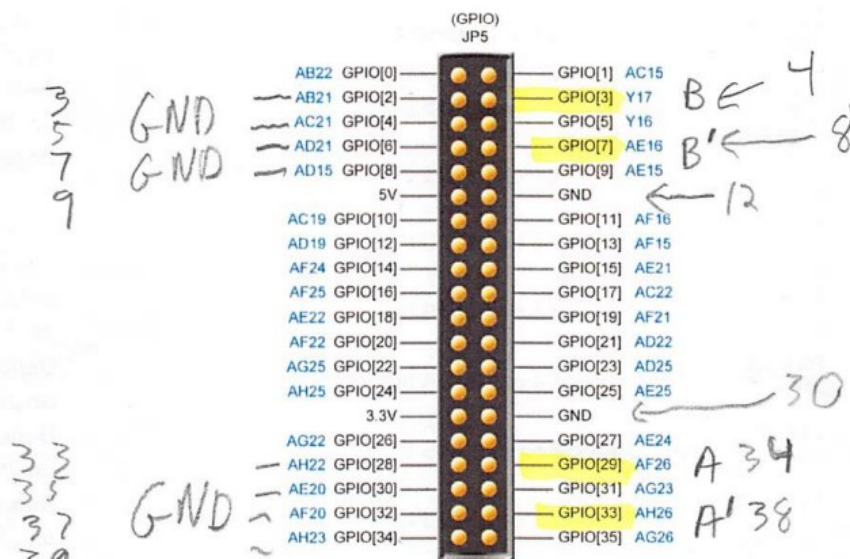 (GPIO)
JP5
AB22 GPIO[0] GPIO[1] AC15
3 GND AB21 GPIO[2] GPIO[3] Y17 B 4
5 AC21 GPIO[4] GPIO[5] Y16
7 GND AD21 GPIO[6] GPIO[7] AE16 B' 8
9 AD15 GPIO[8] GPIO[9] AE15
5V GND 12
AC19 GPIO[10] GPIO[11] AF16
AD19 GPIO[12] GPIO[13] AF15
AF24 GPIO[14] GPIO[15] AE21
AF25 GPIO[16] GPIO[17] AC22
AE22 GPIO[18] GPIO[19] AF21
AF22 GPIO[20] GPIO[21] AD22
AG25 GPIO[22] GPIO[23] AD25
AH25 GPIO[24] GPIO[25] AE25
3.3V GND 30
AG22 GPIO[26] GPIO[27] AE24
33 AH22 GPIO[28] GPIO[29] AF26 A 34
35 AE20 GPIO[30] GPIO[31] AG23
37 GND AF20 GPIO[32] GPIO[33] AH26 A' 38
39 AH23 GPIO[34] GPIO[35] AG26